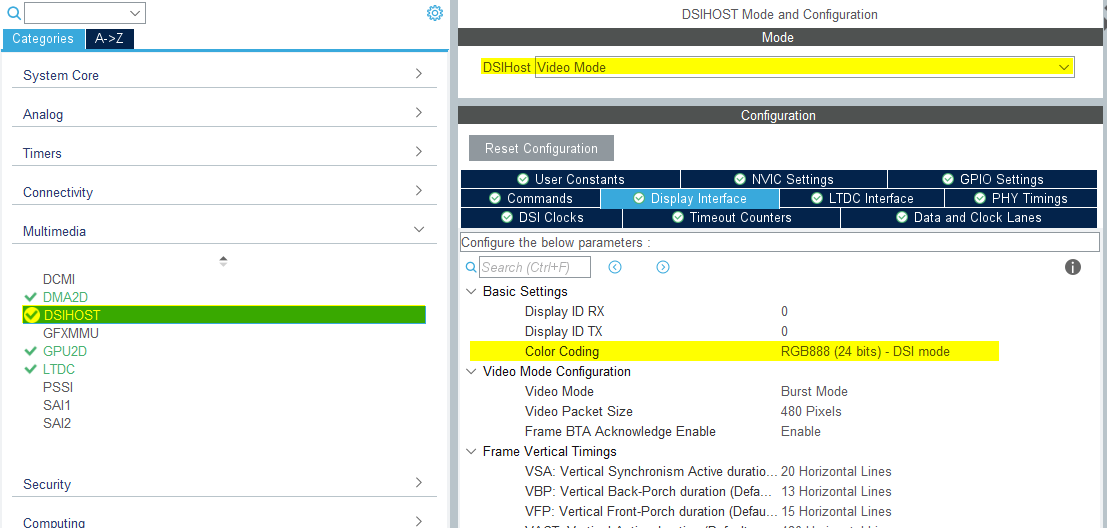 Categories A->Z
System Core
Analog
Timers
Connectivity
Multimedia
DCMI
DMA2D
DSIHOST
GFXMMU
GPU2D
LTDC
PSSI
SAI1
SAI2
Security
Computing
DSIHOST Mode and Configuration
Mode
DSIHost Video Mode
Configuration
Reset Configuration
User Constants NVIC Settings GPIO Settings
Commands Display Interface LTDC Interface PHY Timings
DSI Clocks Timeout Counters Data and Clock Lanes
Configure the below parameters :
Search (Ctrl+F)
Basic Settings
Display ID RX 0
Display ID TX 0
Color Coding RGB888 (24 bits) - DSI mode
Video Mode Configuration
Video Mode Burst Mode
Video Packet Size 480 Pixels
Frame BTA Acknowledge Enable Enable
Frame Vertical Timings
VSA: Vertical Synchronism Active duratio... 20 Horizontal Lines
VBP: Vertical Back-Porch duration (Defa... 13 Horizontal Lines
VFP: Vertical Front-Porch duration (Defa... 15 Horizontal Lines